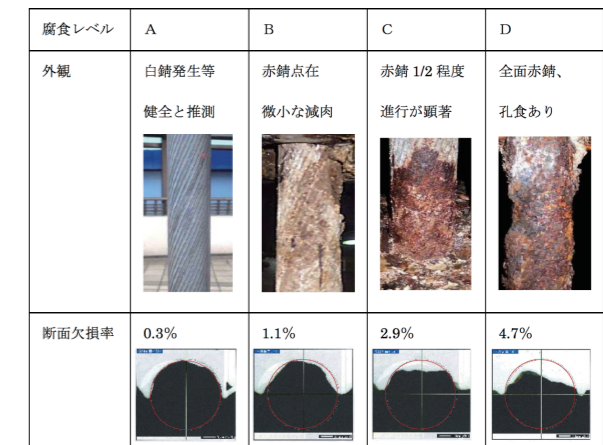 腐食レベル A B C D
外観 白錆発生等 赤錆点在 赤錆 1/2 程度 全面赤錆、
健全と推測 微小な減肉 進行が顕著 孔食あり
断面欠損率 0.3% 1.1% 2.9% 4.7%